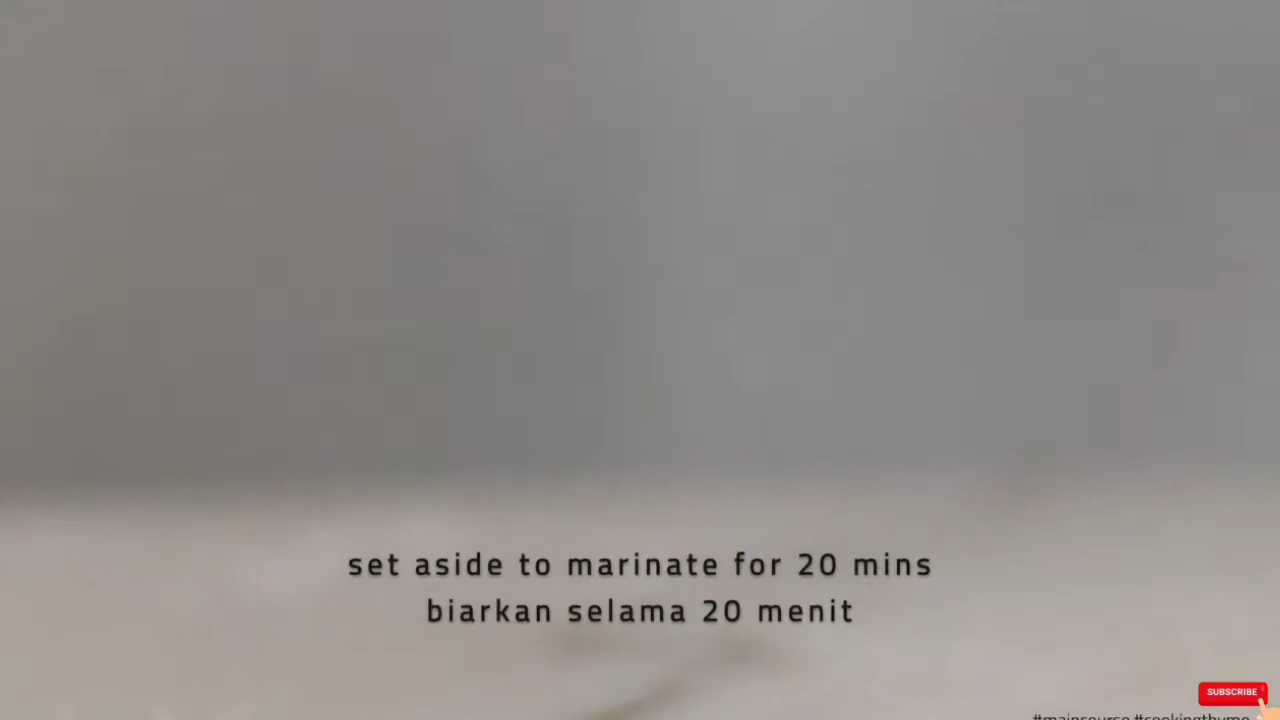 set aside to marinate for 20 mins
biarkan selama 20 menit
SUBSCRIBE